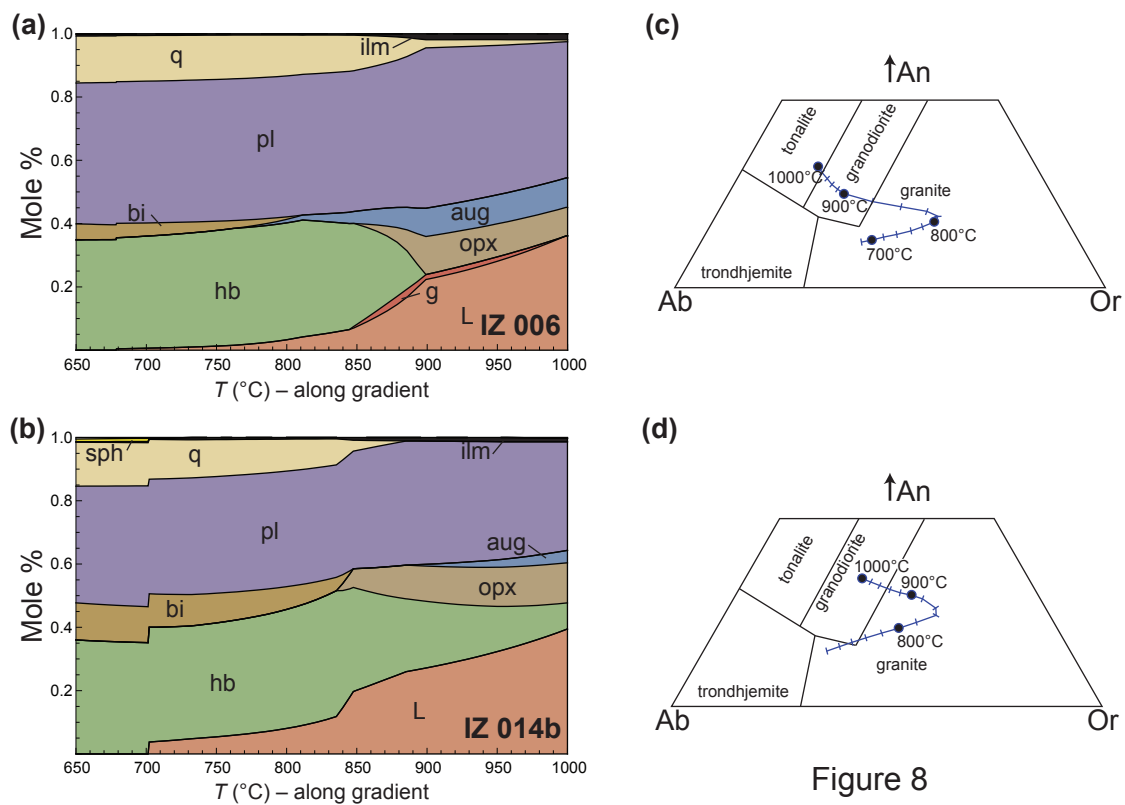 (a)
1.0
0.8
0.6
0.4
0.2
Mole %
q
ilm
pl
bi
aug
opx
hb
g
L
IZ 006
650 700 750 800 850 900 950 1000
T (°C) – along gradient
(c)
↑An
tonalite
granodiorite
granite
1000°C
900°C
800°C
700°C
trondhjemite
Ab
Or
(b)
1.0
0.8
0.6
0.4
0.2
Mole %
sph
q
ilm
pl
aug
bi
opx
hb
L
IZ 014b
650 700 750 800 850 900 950 1000
T (°C) – along gradient
(d)
↑An
tonalite
granodiorite
1000°C
900°C
800°C
granite
trondhjemite
Ab
Or
Figure 8